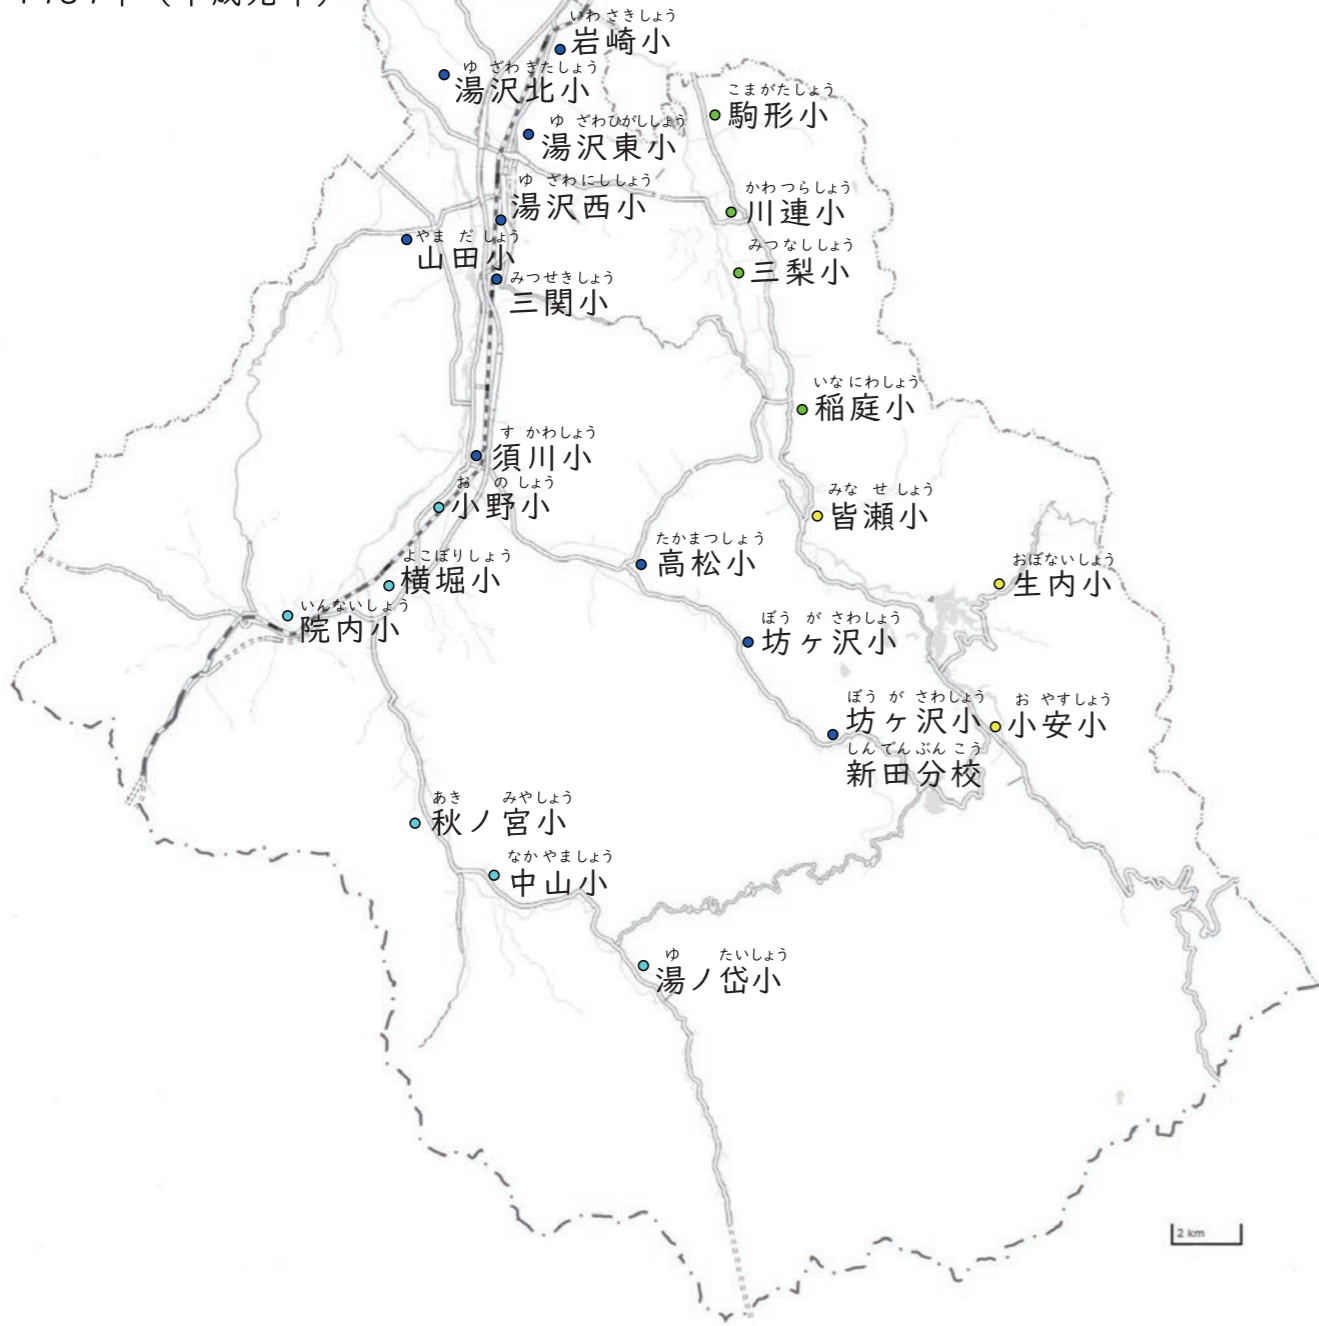 いわさきしょう
岩崎小
ゆざわきたしょう
湯沢北小
こまがたしょう
駒形小
ゆざわひがししょう
湯沢東小
ゆざわにししょう
湯沢西小
かわつらしょう
川連小
やまだしょう
山田小
みつなししょう
三梨小
みつせきしょう
三関小
いなにわしょう
稲庭小
すかわしょう
須川小
おのしょう
小野小
みなせしょう
皆瀬小
たかまつしょう
高松小
よこぼりしょう
横堀小
おぼないしょう
生内小
いんないしょう
院内小
ぼうがさわしょう
坊ヶ沢小
ぼうがさわしょう
坊ヶ沢小
しんでんぶんこう
新田分校
おやすしょう
小安小
あきみやしょう
秋ノ宮小
なかやましょう
中山小
ゆたいしょう
湯ノ岱小
2 km